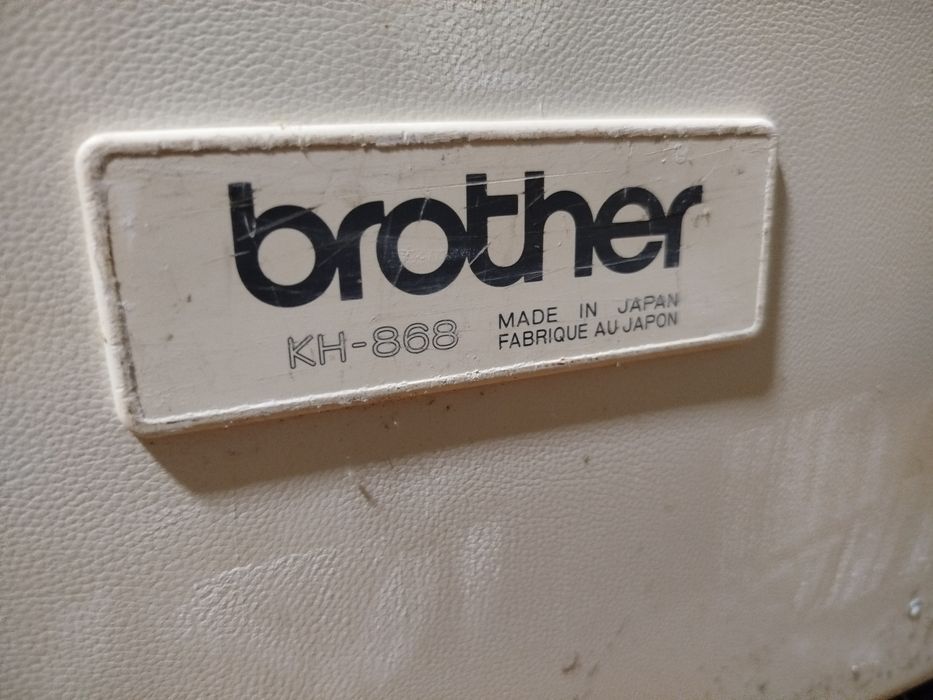 brother
KH-868
MADE IN JAPAN
FABRIQUE AU JAPON